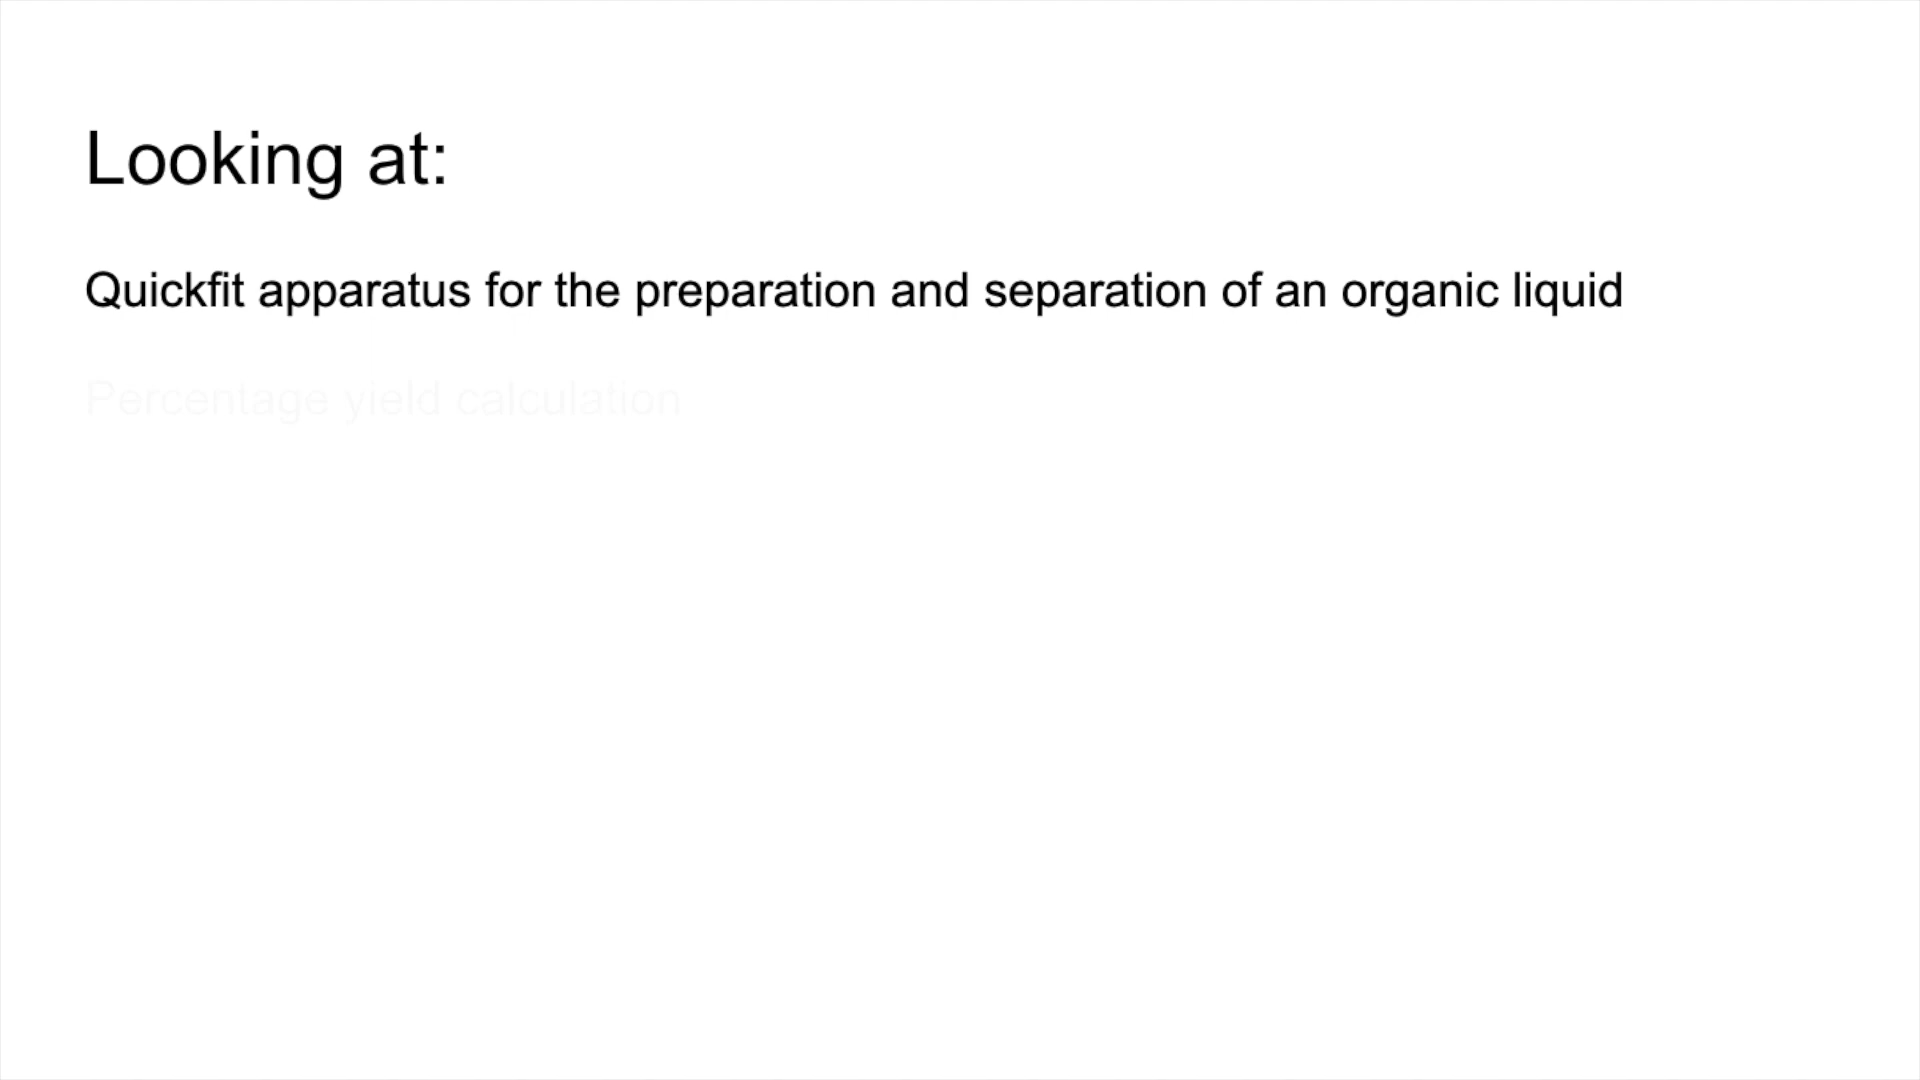 Looking at:
Quickfit apparatus for the preparation and separation of an organic liquid
Percentage yield calculation